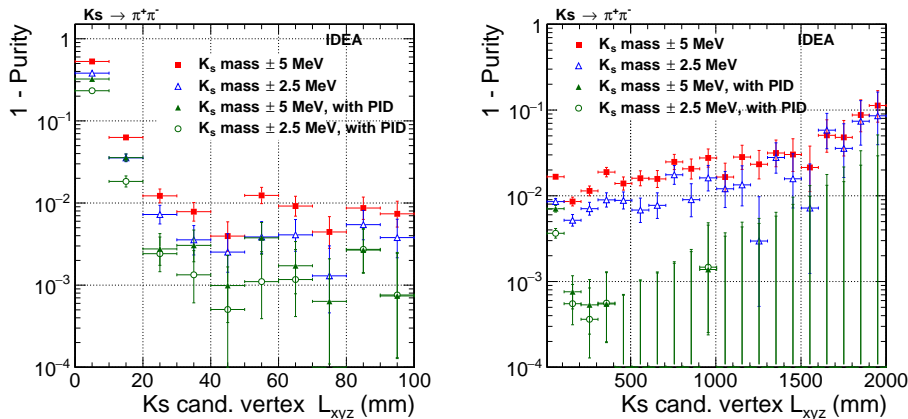 Ks → π⁺π⁻
IDEA
Kₛ mass ± 5 MeV
Kₛ mass ± 2.5 MeV
Kₛ mass ± 5 MeV, with PID
Kₛ mass ± 2.5 MeV, with PID
1 - Purity
1
10⁻¹
10⁻²
10⁻³
10⁻⁴
0 20 40 60 80 100
Ks cand. vertex L_xyz (mm)
Ks → π⁺π⁻
IDEA
Kₛ mass ± 5 MeV
Kₛ mass ± 2.5 MeV
Kₛ mass ± 5 MeV, with PID
Kₛ mass ± 2.5 MeV, with PID
1 - Purity
1
10⁻¹
10⁻²
10⁻³
10⁻⁴
500 1000 1500 2000
Ks cand. vertex L_xyz (mm)